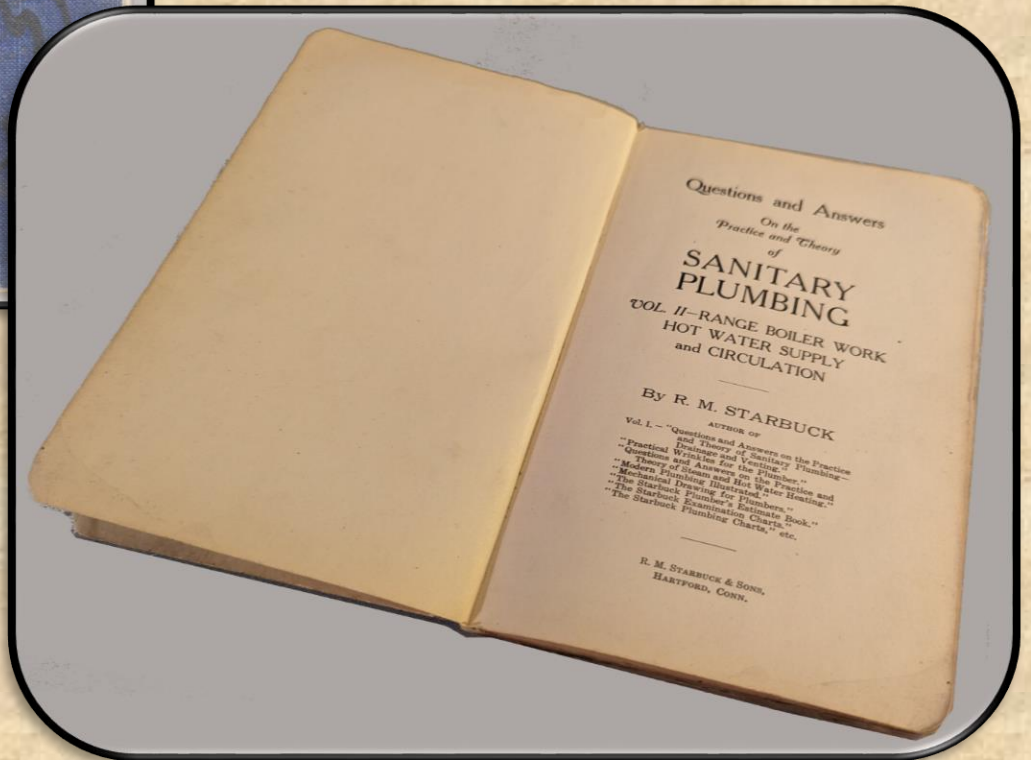 Questions and Answers
On the
Practice and Theory
of
SANITARY
PLUMBING
VOL. II—RANGE BOILER WORK
HOT WATER SUPPLY
and CIRCULATION
By R. M. STARBUCK
AUTHOR OF
Vol. I. — "Questions and Answers on the Practice
and Theory of Sanitary Plumbing—
Drainage and Venting."
"Practical Wrinkles for the Plumber."
"Questions and Answers on the Practice and
Theory of Steam and Hot Water Heating."
"Modern Plumbing Illustrated."
"Mechanical Drawing for Plumbers."
"The Starbuck Plumber's Estimate Book."
"The Starbuck Examination Charts."
"The Starbuck Plumbing Charts," etc.
R. M. STARBUCK & SONS,
HARTFORD, CONN.